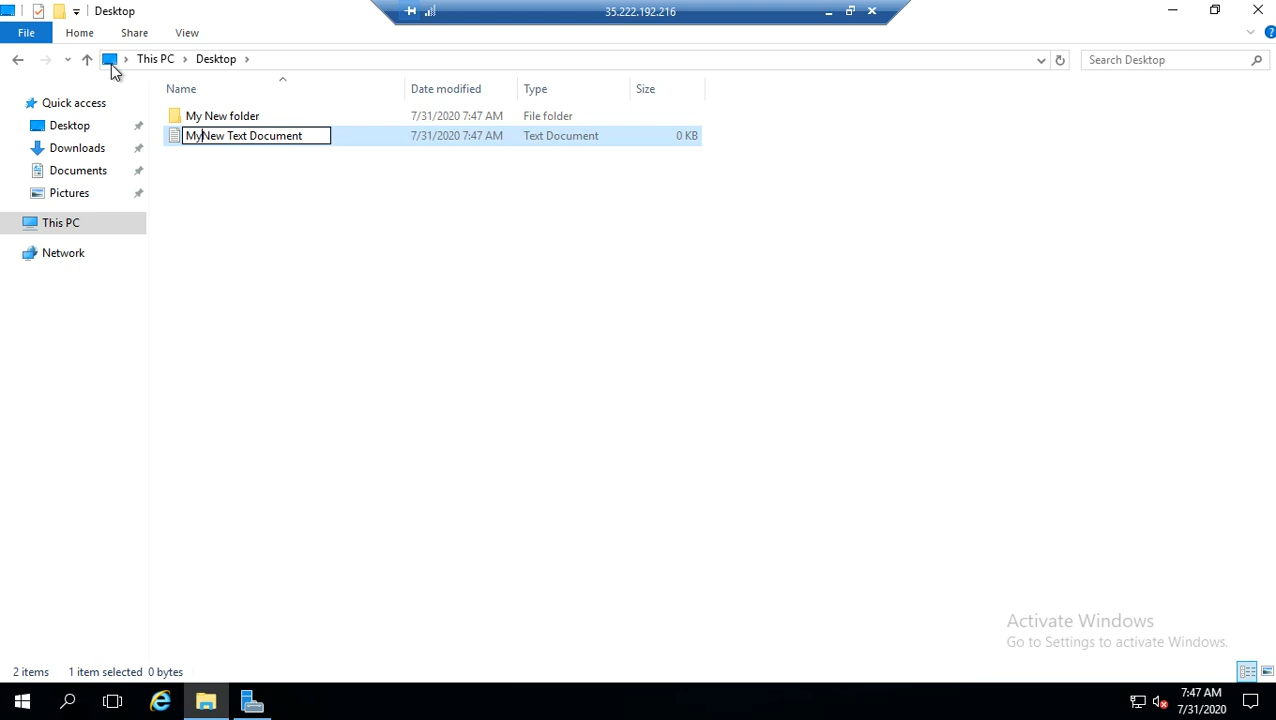 Desktop
35.222.192.216
File Home Share View
This PC Desktop
Search Desktop
Name Date modified Type Size
Quick access
Desktop
Downloads
Documents
Pictures
This PC
Network
My New folder 7/31/2020 7:47 AM File folder
MyNew Text Document 7/31/2020 7:47 AM Text Document 0 KB
Activate Windows
Go to Settings to activate Windows.
2 items 1 item selected 0 bytes
7:47 AM
7/31/2020